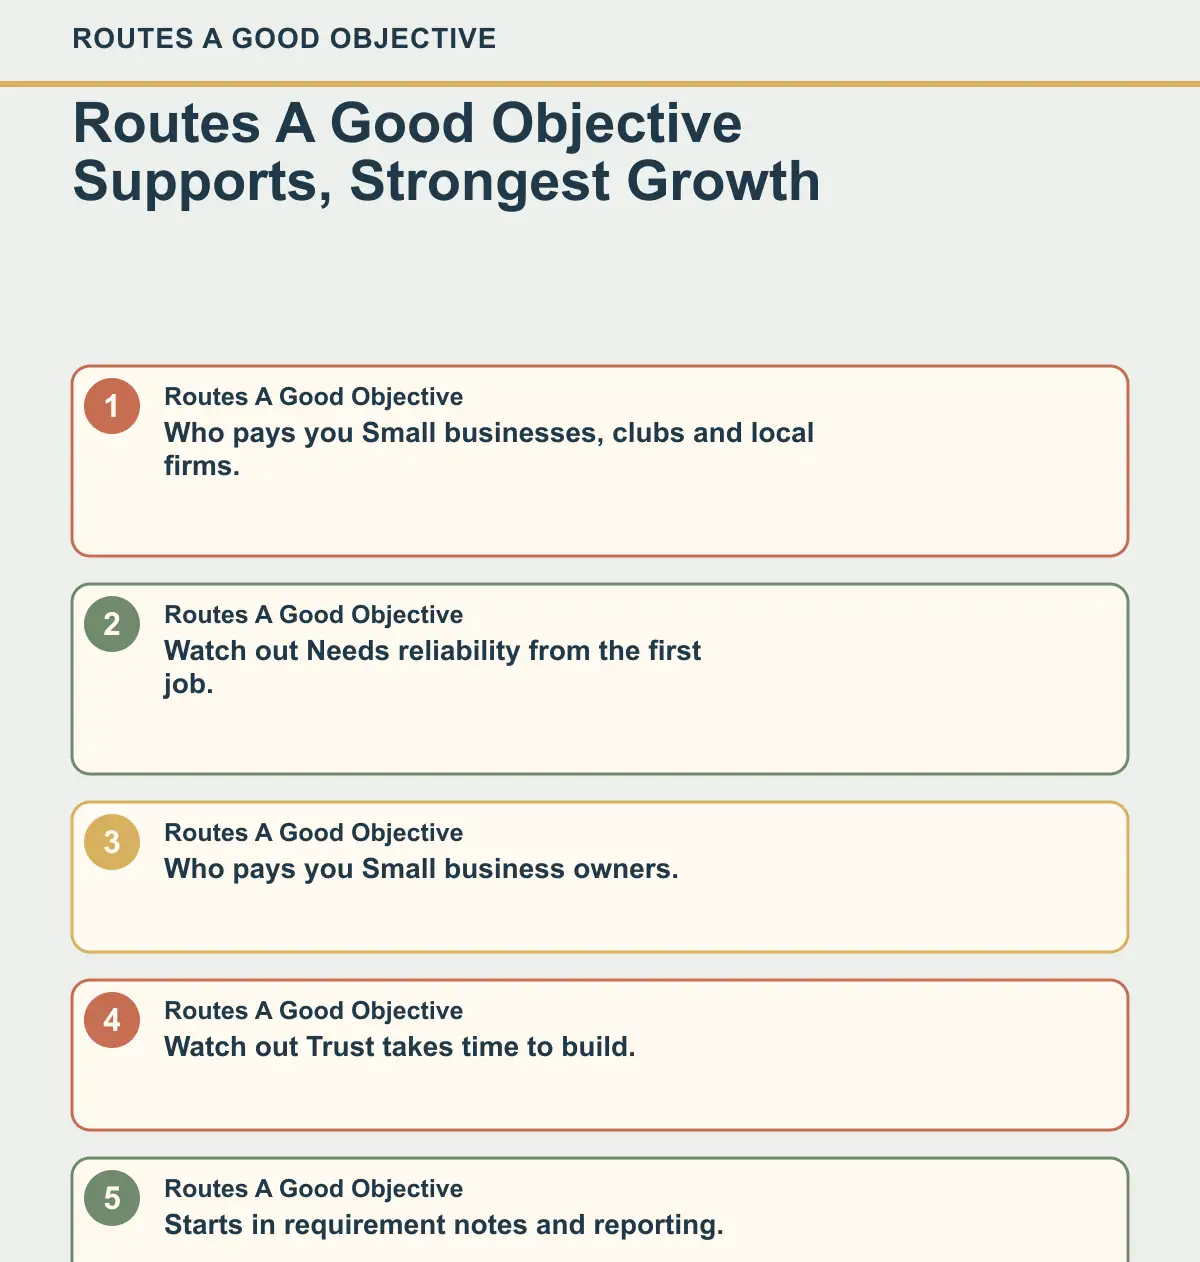 ROUTES A GOOD OBJECTIVE
Routes A Good Objective
Supports, Strongest Growth
1
Routes A Good Objective
Who pays you Small businesses, clubs and local
firms.
2
Routes A Good Objective
Watch out Needs reliability from the first
job.
3
Routes A Good Objective
Who pays you Small business owners.
4
Routes A Good Objective
Watch out Trust takes time to build.
5
Routes A Good Objective
Starts in requirement notes and reporting.